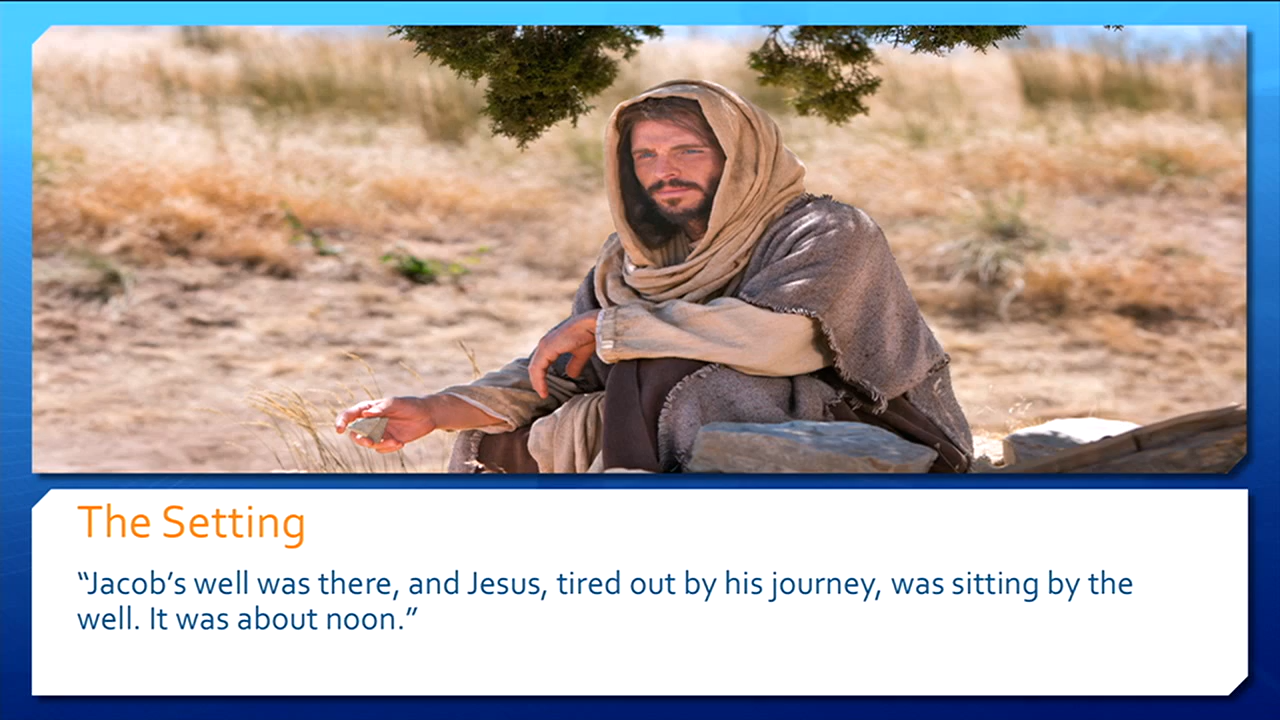 The Setting
“Jacob’s well was there, and Jesus, tired out by his journey, was sitting by the
well. It was about noon.”